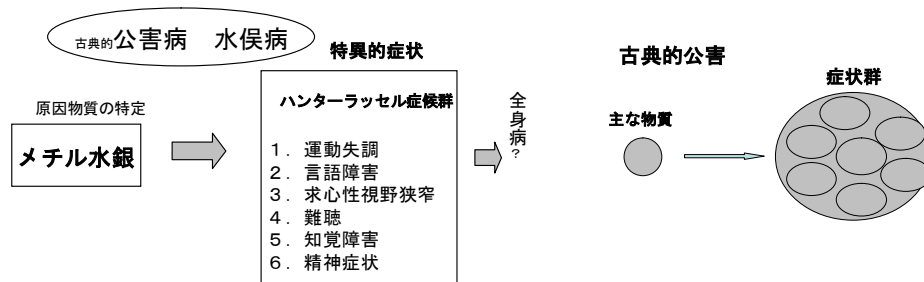 古典的公害病　水俣病
原因物質の特定
メチル水銀
特異的症状
ハンターラッセル症候群
１．運動失調
２．言語障害
３．求心性視野狭窄
４．難聴
５．知覚障害
６．精神症状
全身病？
古典的公害
主な物質
症状群